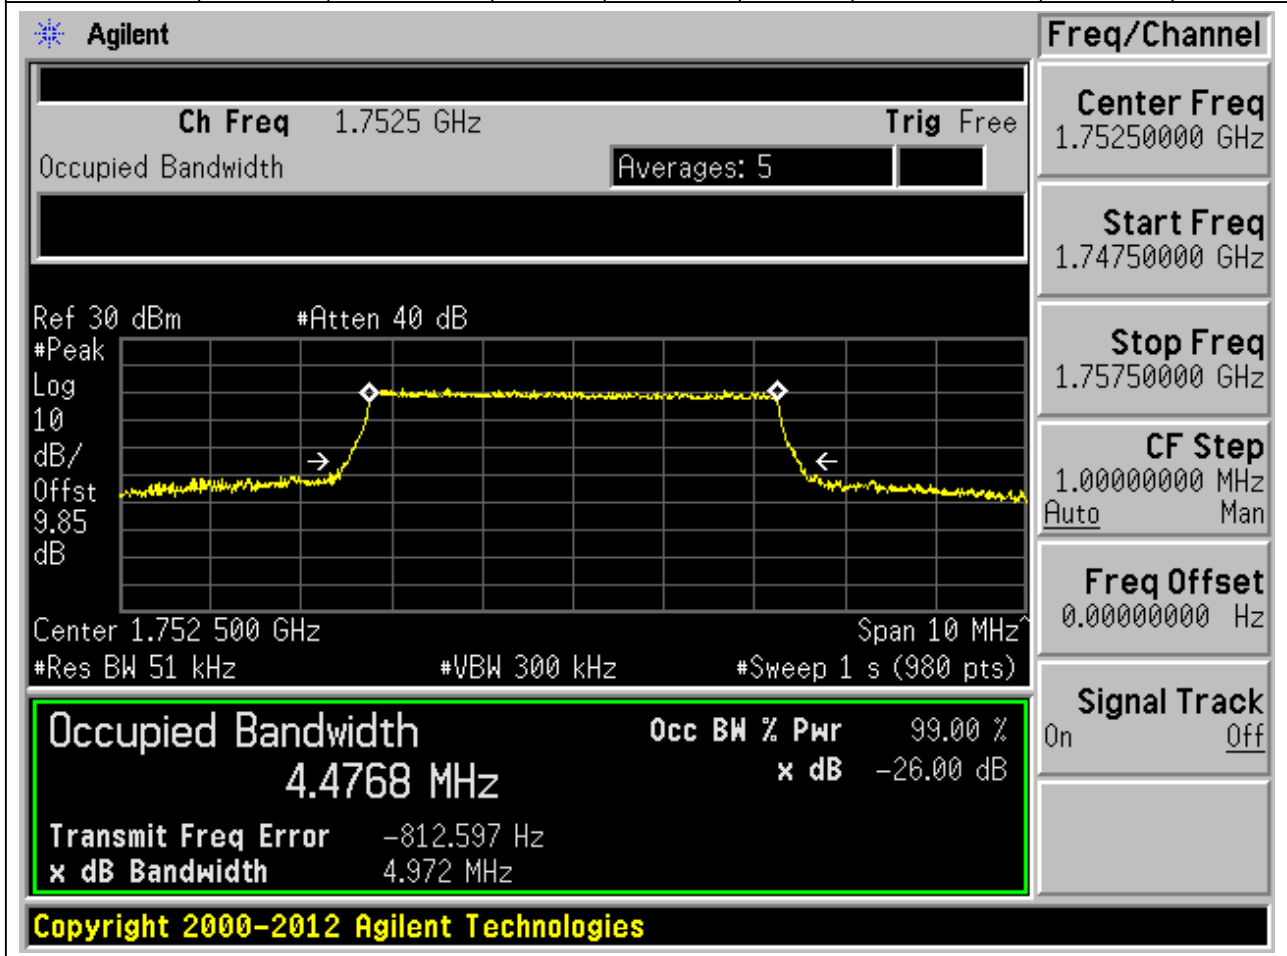 Agilent
Freq/Channel
Ch Freq 1.7525 GHz Trig Free
Occupied Bandwidth Averages: 5
Center Freq
1.75250000 GHz
Start Freq
1.74750000 GHz
Stop Freq
1.75750000 GHz
CF Step
1.00000000 MHz
Auto Man
Freq Offset
0.00000000 Hz
Signal Track
On Off
Ref 30 dBm #Atten 40 dB
#Peak
Log
10
dB/
Offst
9.85
dB
Center 1.752 500 GHz Span 10 MHz^
#Res BW 51 kHz #VBW 300 kHz #Sweep 1 s (980 pts)
Occupied Bandwidth Occ BW % Pwr 99.00 %
4.4768 MHz x dB -26.00 dB
Transmit Freq Error -812.597 Hz
x dB Bandwidth 4.972 MHz
Copyright 2000-2012 Agilent Technologies